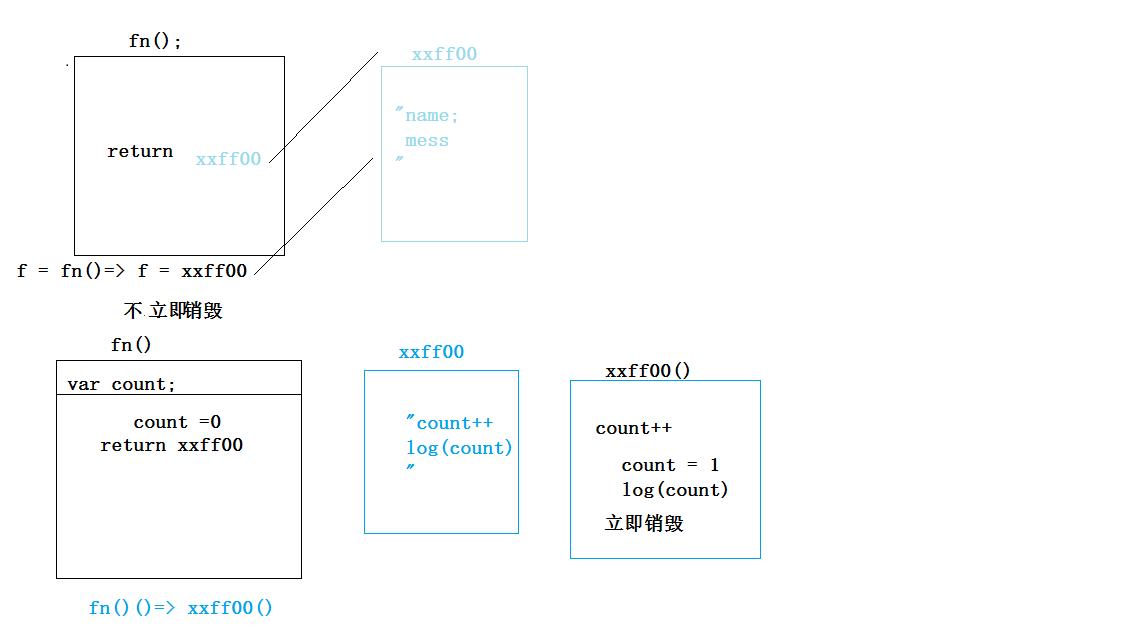 fn();
xxff00
"name;
mess
"
return xxff00
f = fn()=> f = xxff00
不立即销毁
fn()
var count;
count =0
return xxff00
xxff00
"count++
log(count)
"
xxff00()
count++
count = 1
log(count)
立即销毁
fn()()=> xxff00()